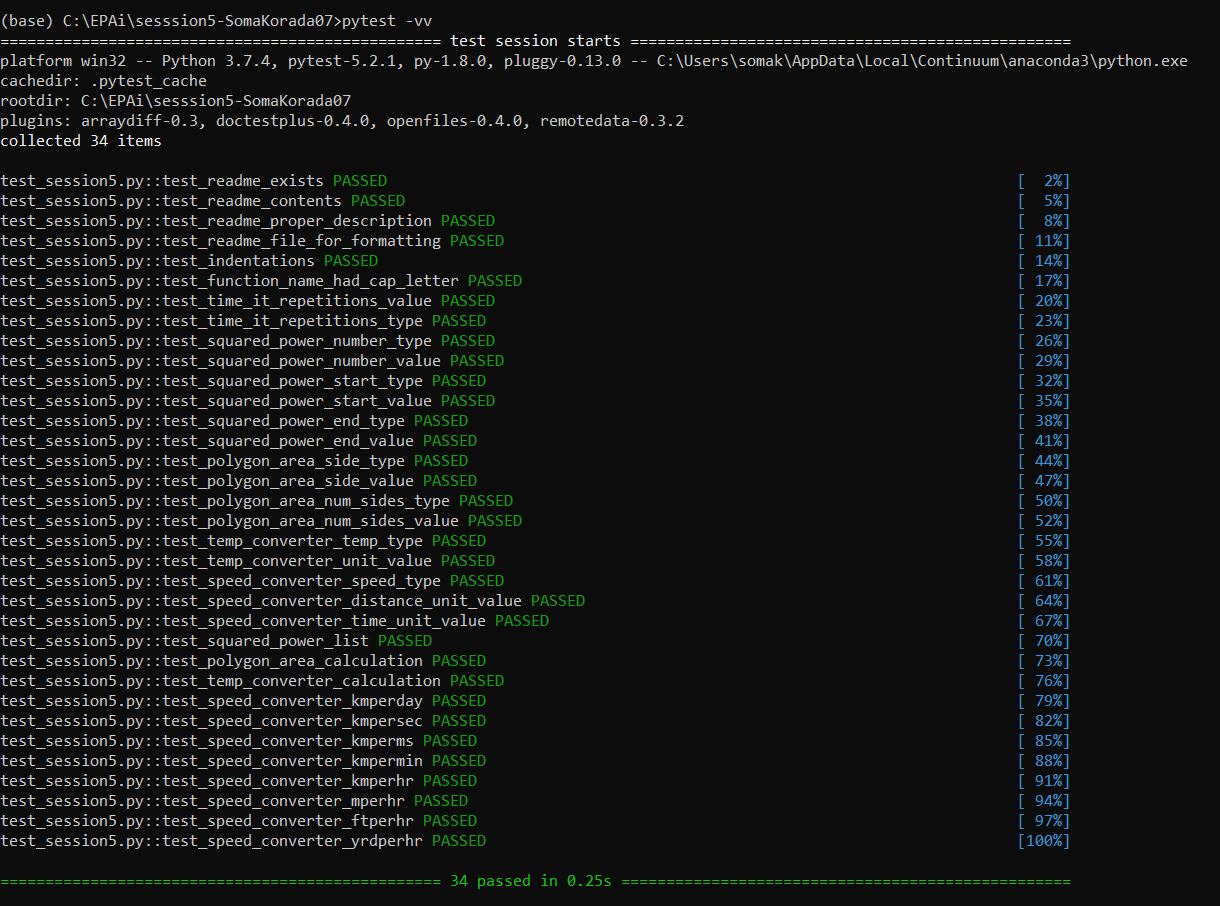 (base) C:\EPAi\sesssion5-SomaKorada07>pytest -vv
================================================= test session starts =================================================
platform win32 -- Python 3.7.4, pytest-5.2.1, py-1.8.0, pluggy-0.13.0 -- C:\Users\somak\AppData\Local\Continuum\anaconda3\python.exe
cachedir: .pytest_cache
rootdir: C:\EPAi\sesssion5-SomaKorada07
plugins: arraydiff-0.3, doctestplus-0.4.0, openfiles-0.4.0, remotedata-0.3.2
collected 34 items
test_session5.py::test_readme_exists PASSED [  2%]
test_session5.py::test_readme_contents PASSED [  5%]
test_session5.py::test_readme_proper_description PASSED [  8%]
test_session5.py::test_readme_file_for_formatting PASSED [ 11%]
test_session5.py::test_indentations PASSED [ 14%]
test_session5.py::test_function_name_had_cap_letter PASSED [ 17%]
test_session5.py::test_time_it_repetitions_value PASSED [ 20%]
test_session5.py::test_time_it_repetitions_type PASSED [ 23%]
test_session5.py::test_squared_power_number_type PASSED [ 26%]
test_session5.py::test_squared_power_number_value PASSED [ 29%]
test_session5.py::test_squared_power_start_type PASSED [ 32%]
test_session5.py::test_squared_power_start_value PASSED [ 35%]
test_session5.py::test_squared_power_end_type PASSED [ 38%]
test_session5.py::test_squared_power_end_value PASSED [ 41%]
test_session5.py::test_polygon_area_side_type PASSED [ 44%]
test_session5.py::test_polygon_area_side_value PASSED [ 47%]
test_session5.py::test_polygon_area_num_sides_type PASSED [ 50%]
test_session5.py::test_polygon_area_num_sides_value PASSED [ 52%]
test_session5.py::test_temp_converter_temp_type PASSED [ 55%]
test_session5.py::test_temp_converter_unit_value PASSED [ 58%]
test_session5.py::test_speed_converter_speed_type PASSED [ 61%]
test_session5.py::test_speed_converter_distance_unit_value PASSED [ 64%]
test_session5.py::test_speed_converter_time_unit_value PASSED [ 67%]
test_session5.py::test_squared_power_list PASSED [ 70%]
test_session5.py::test_polygon_area_calculation PASSED [ 73%]
test_session5.py::test_temp_converter_calculation PASSED [ 76%]
test_session5.py::test_speed_converter_kmperday PASSED [ 79%]
test_session5.py::test_speed_converter_kmpersec PASSED [ 82%]
test_session5.py::test_speed_converter_kmperms PASSED [ 85%]
test_session5.py::test_speed_converter_kmpermin PASSED [ 88%]
test_session5.py::test_speed_converter_kmperhr PASSED [ 91%]
test_session5.py::test_speed_converter_mperhr PASSED [ 94%]
test_session5.py::test_speed_converter_ftperhr PASSED [ 97%]
test_session5.py::test_speed_converter_yrdperhr PASSED [100%]
================================================= 34 passed in 0.25s ==================================================